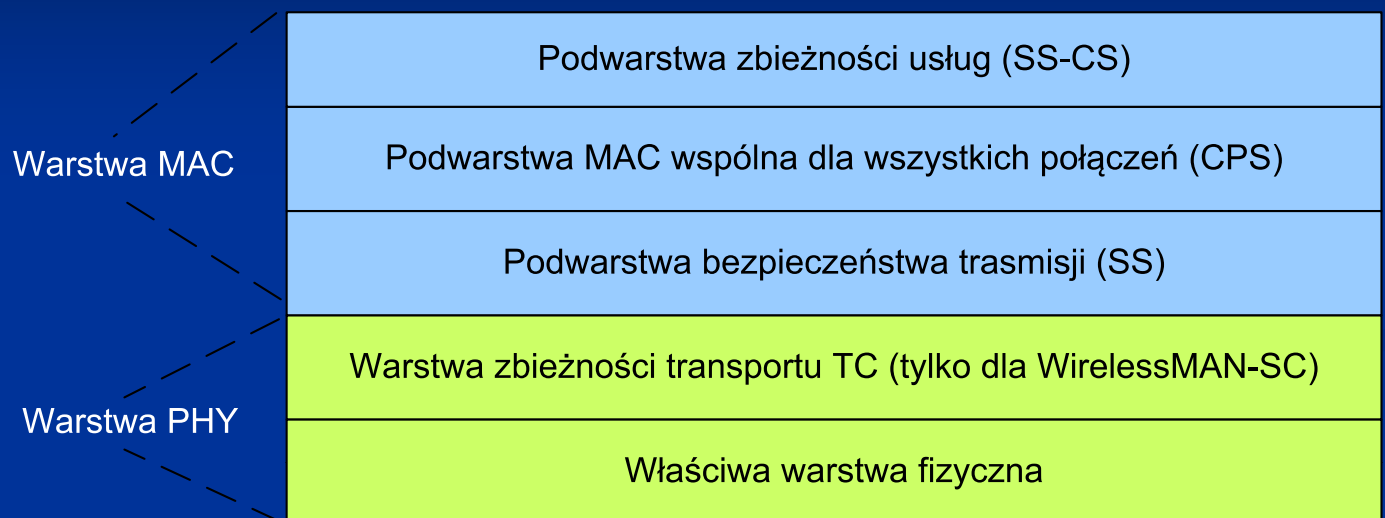 Podwarstwa zbieżności usług (SS-CS)
Warstwa MAC
Podwarstwa MAC wspólna dla wszystkich połączeń (CPS)
Podwarstwa bezpieczeństwa trasmisji (SS)
Warstwa zbieżności transportu TC (tylko dla WirelessMAN-SC)
Warstwa PHY
Właściwa warstwa fizyczna